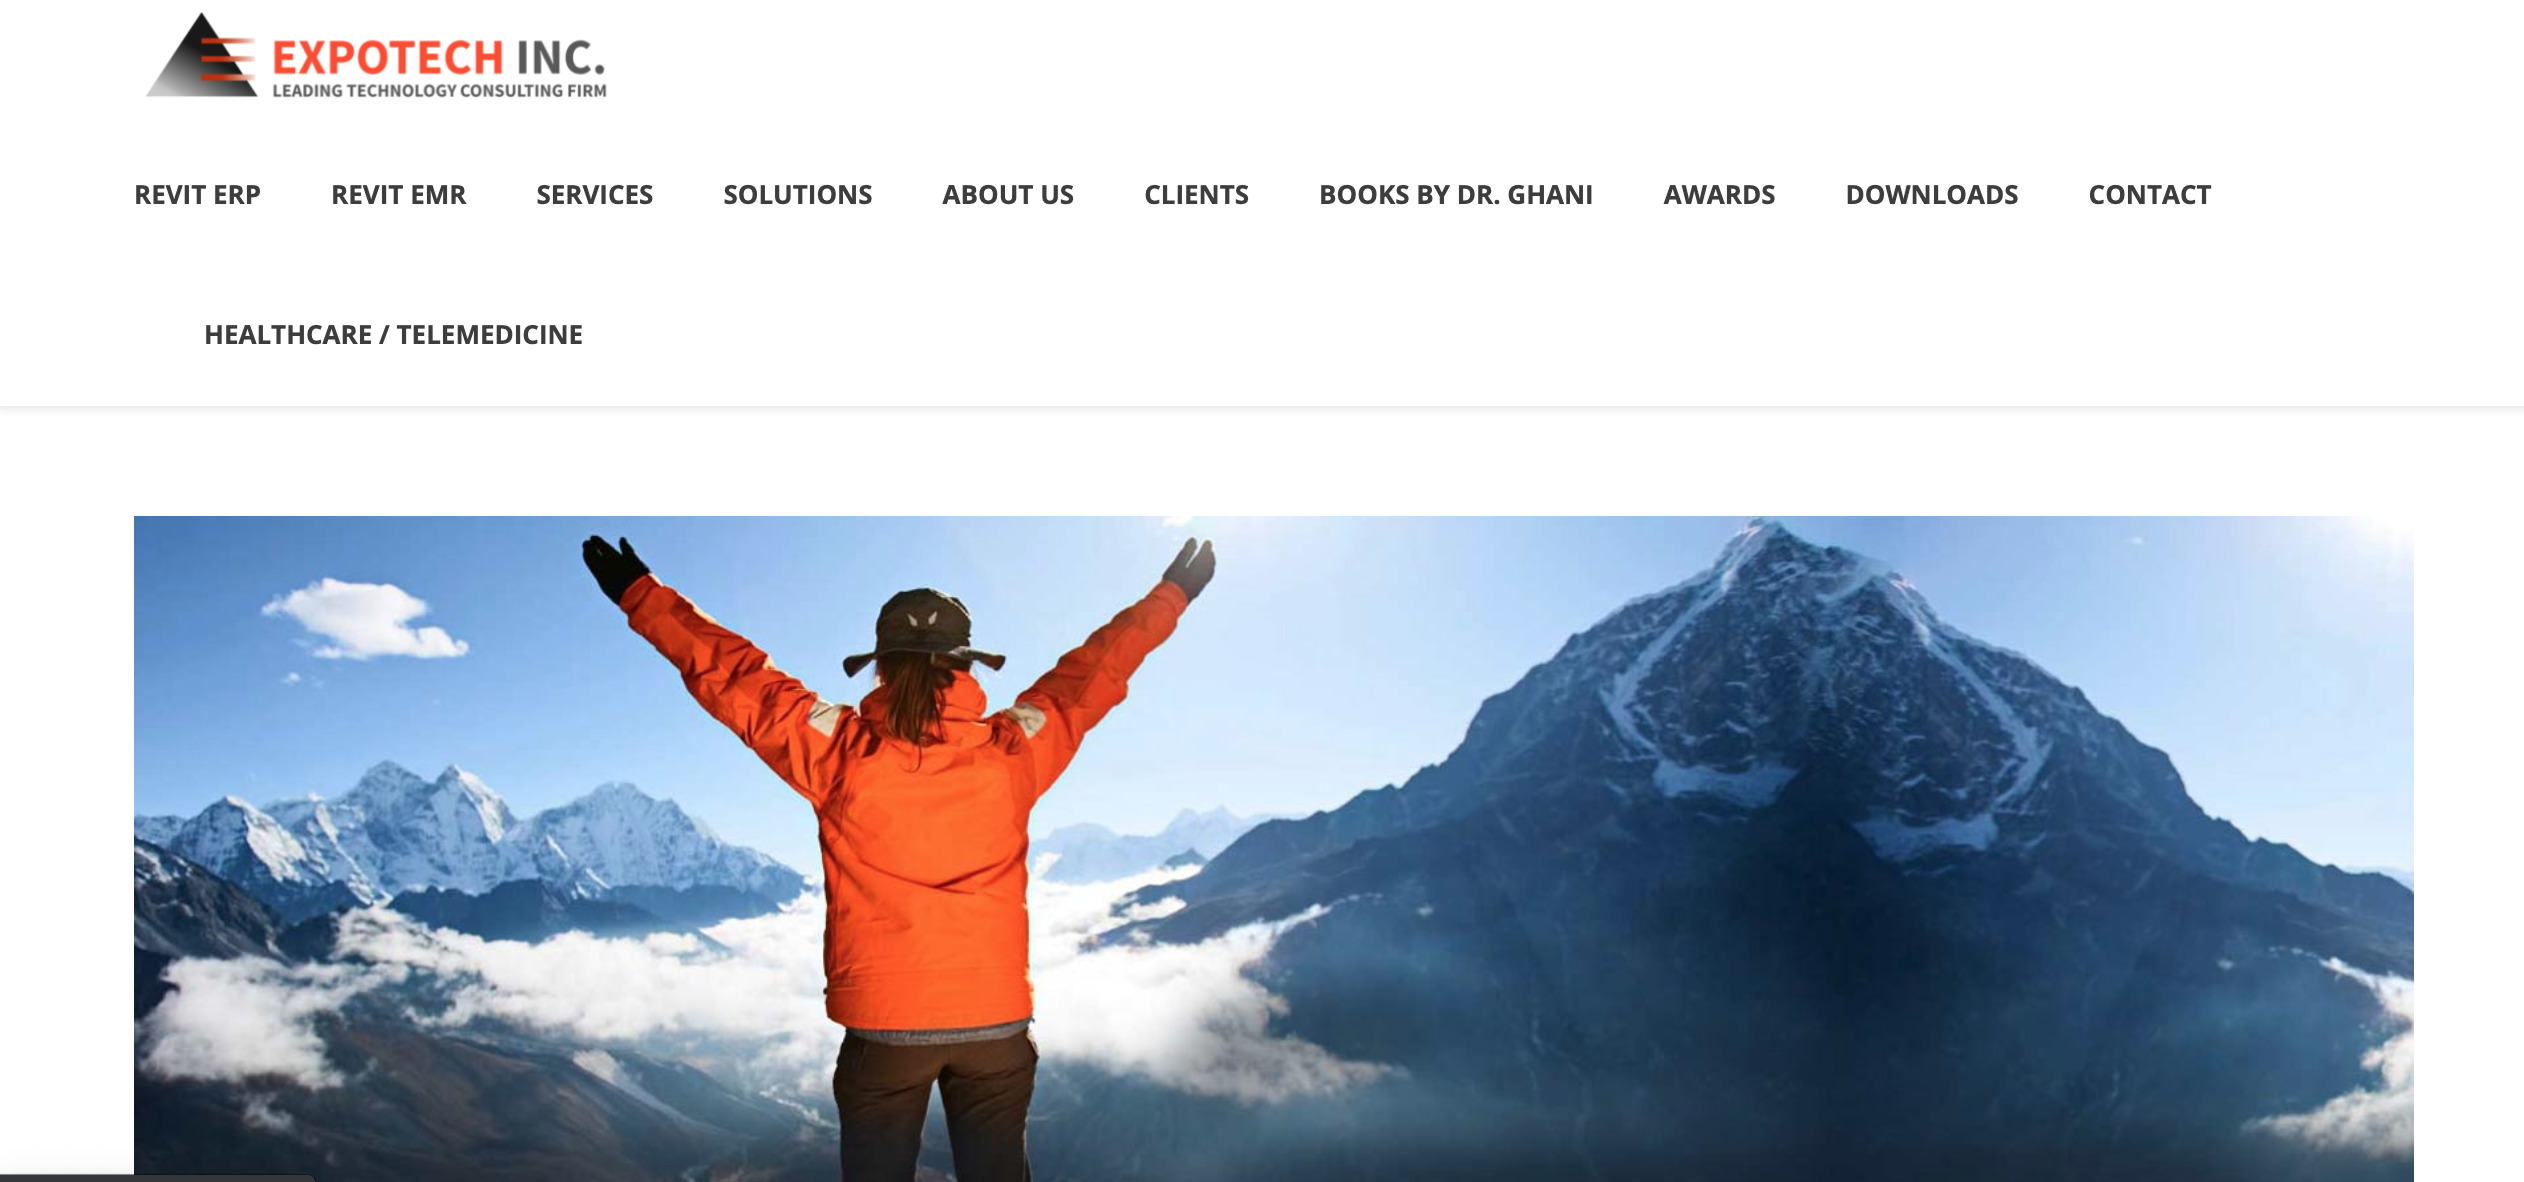 EXPOTECH INC.
LEADING TECHNOLOGY CONSULTING FIRM
REVIT ERP REVIT EMR SERVICES SOLUTIONS ABOUT US CLIENTS BOOKS BY DR. GHANI AWARDS DOWNLOADS CONTACT
HEALTHCARE / TELEMEDICINE